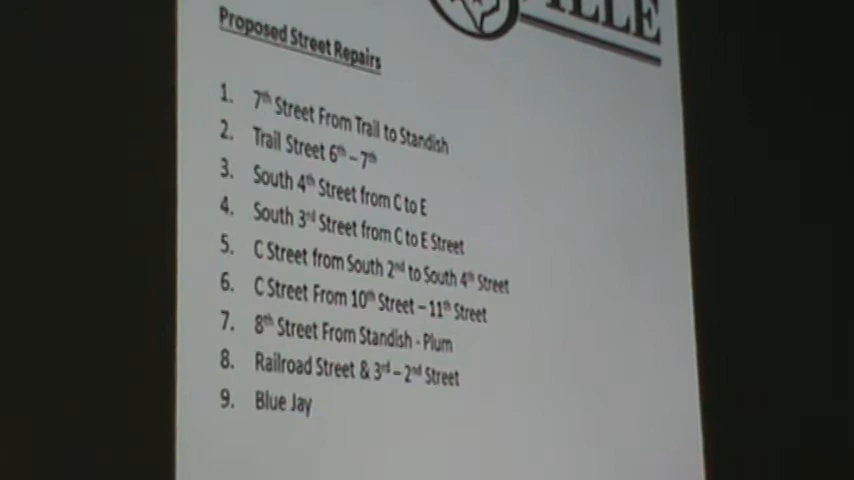 VILLE
Proposed Street Repairs
1. 7th Street From Trail to Standish
2. Trail Street 6th – 7th
3. South 4th Street from C to E
4. South 3rd Street from C to E Street
5. C Street from South 2nd to South 4th Street
6. C Street From 10th Street – 11th Street
7. 8th Street From Standish - Plum
8. Railroad Street & 3rd – 2nd Street
9. Blue Jay